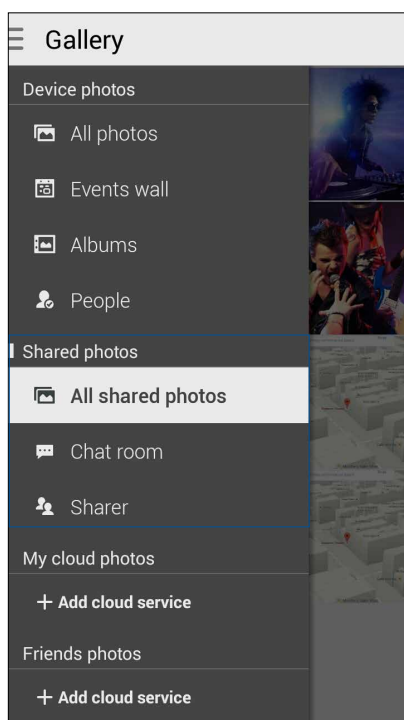 Gallery
Device photos
All photos
Events wall
Albums
People
Shared photos
All shared photos
Chat room
Sharer
My cloud photos
+ Add cloud service
Friends photos
+ Add cloud service